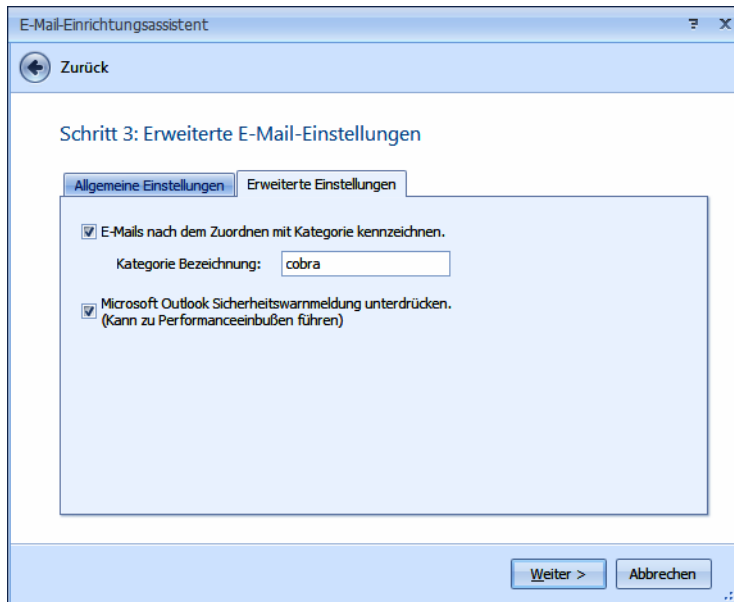 E-Mail-Einrichtungsassistent
Zurück
Schritt 3: Erweiterte E-Mail-Einstellungen
Allgemeine Einstellungen
Erweiterte Einstellungen
E-Mails nach dem Zuordnen mit Kategorie kennzeichnen.
Kategorie Bezeichnung: cobra
Microsoft Outlook Sicherheitswarnmeldung unterdrücken.
(Kann zu Performanceeinbußen führen)
Weiter >
Abbrechen